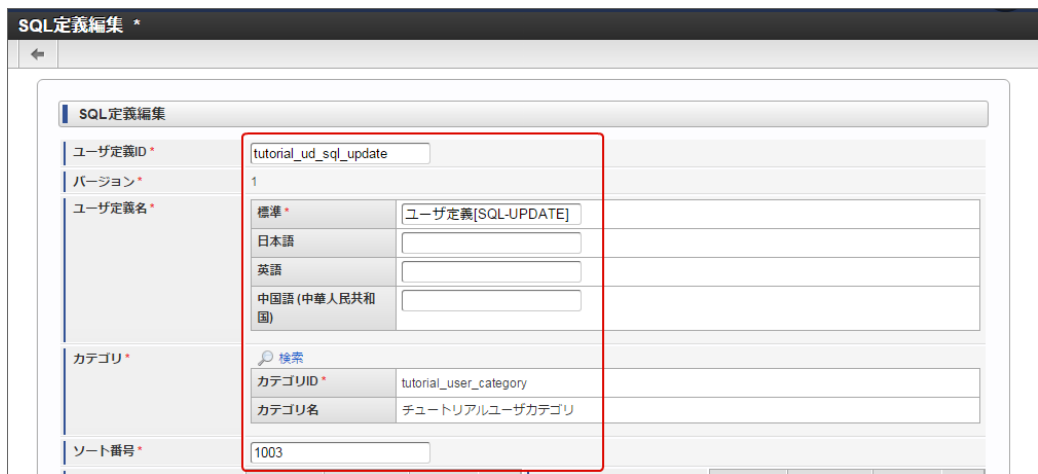 SQL定義編集 *
SQL定義編集
ユーザ定義ID *
tutorial_ud_sql_update
バージョン *
1
ユーザ定義名 *
標準 *
ユーザ定義[SQL-UPDATE]
日本語
英語
中国語 (中華人民共和
国)
カテゴリ *
検索
カテゴリID *
tutorial_user_category
カテゴリ名
チュートリアルユーザカテゴリ
ソート番号 *
1003